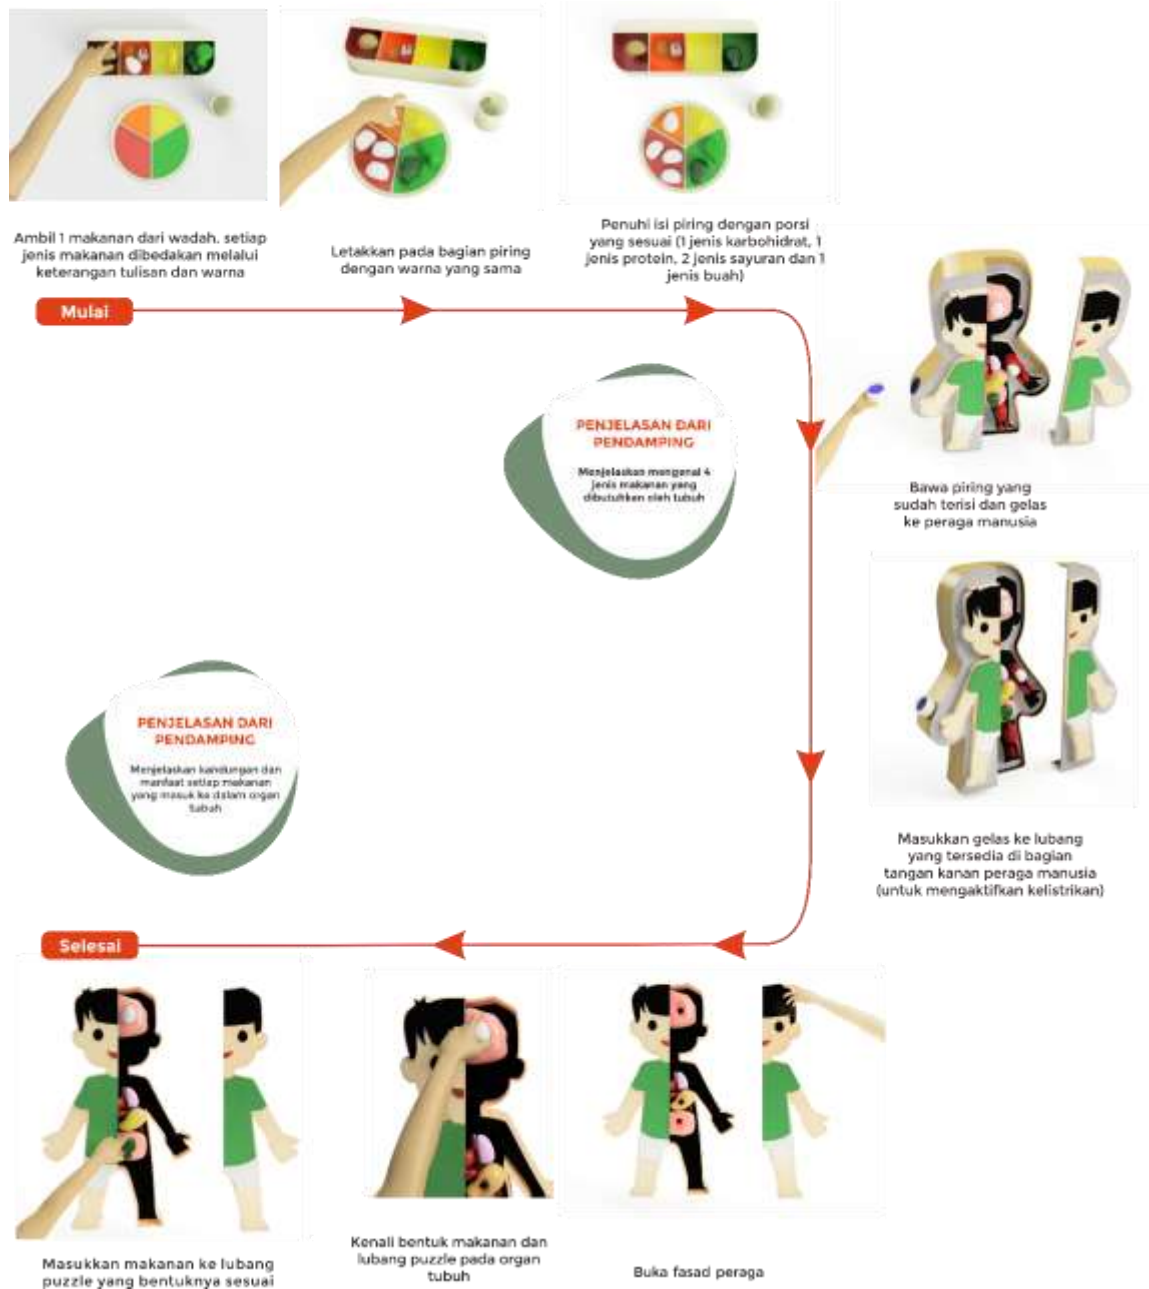 Ambil 1 makanan dari wadah. setiap
jenis makanan dibedakan melalui
keterangan tulisan dan warna
Letakkan pada bagian piring
dengan warna yang sama
Penuhi isi piring dengan porsi
yang sesuai (1 jenis karbohidrat, 1
jenis protein, 2 jenis sayuran dan 1
jenis buah)
Mulai
PENJELASAN DARI
PENDAMPING
Menjelaskan mengenai 4
jenis makanan yang
dibutuhkan oleh tubuh
Bawa piring yang
sudah terisi dan gelas
ke peraga manusia
PENJELASAN DARI
PENDAMPING
Menjelaskan kandungan dan
manfaat setiap makanan
yang masuk ke dalam organ
tubuh
Masukkan gelas ke lubang
yang tersedia di bagian
tangan kanan peraga manusia
(untuk mengaktifkan kelistrikan)
Selesai
Masukkan makanan ke lubang
puzzle yang bentuknya sesuai
Kenali bentuk makanan dan
lubang puzzle pada organ
tubuh
Buka fasad peraga